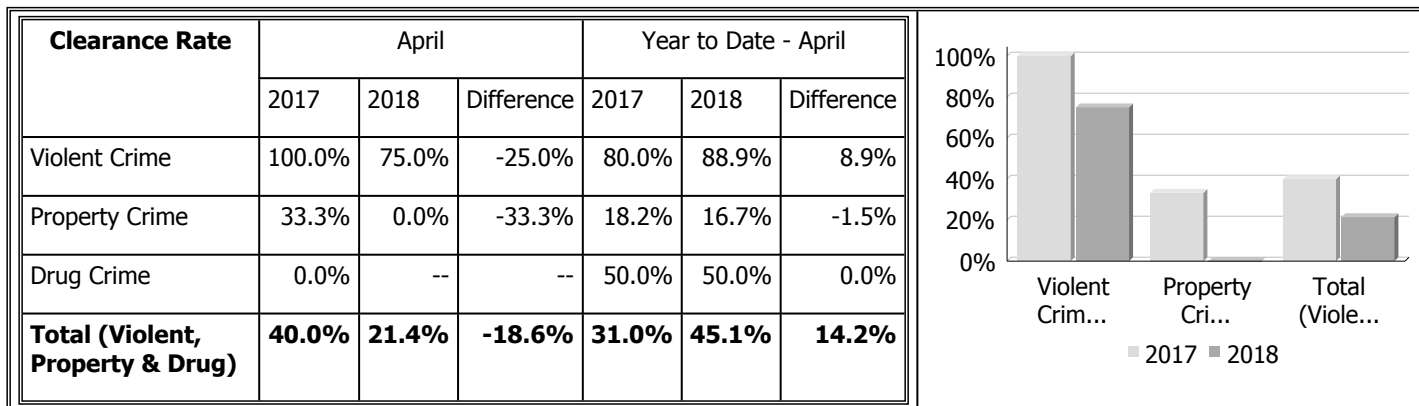 Clearance Rate April Year to Date - April
2017 2018 Difference 2017 2018 Difference
Violent Crime 100.0% 75.0% -25.0% 80.0% 88.9% 8.9%
Property Crime 33.3% 0.0% -33.3% 18.2% 16.7% -1.5%
Drug Crime 0.0% -- -- 50.0% 50.0% 0.0%
Total (Violent, 40.0% 21.4% -18.6% 31.0% 45.1% 14.2%
Property & Drug)
100%
80%
60%
40%
20%
0%
Violent Property Total
Crim... Cri... (Viole...
2017 2018